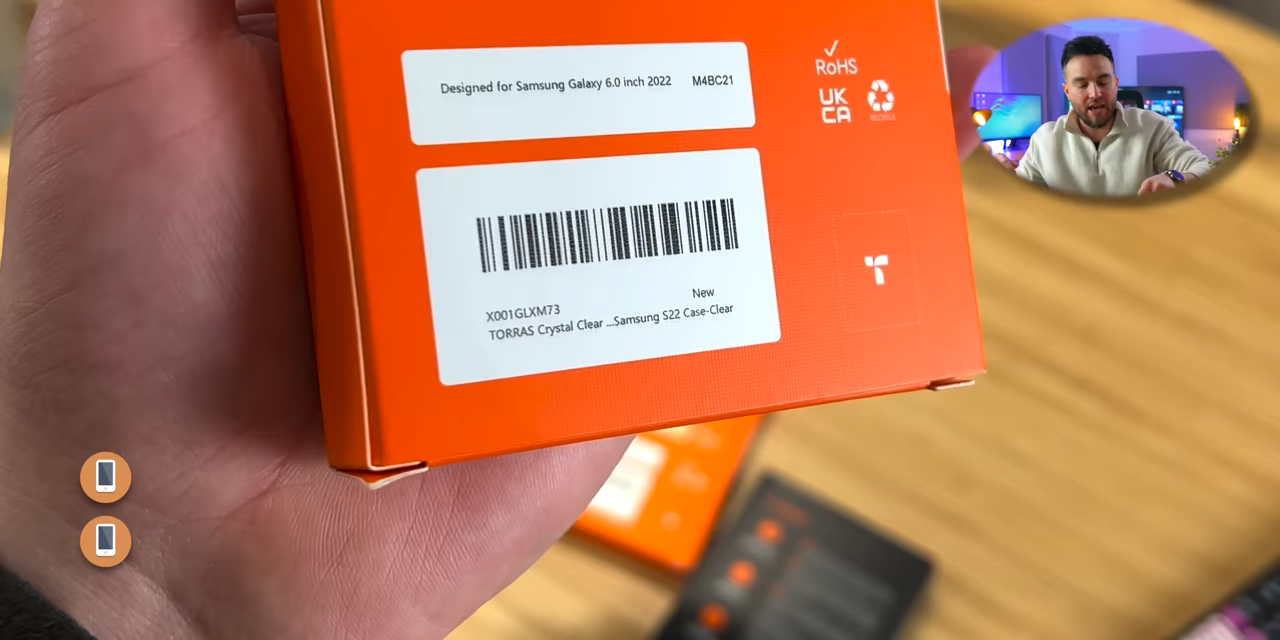 Designed for Samsung Galaxy 6.0 inch 2022 M4BC21
RoHS
UK
CA
RECYCLE
X001GLXM73
New
TORRAS Crystal Clear ...Samsung S22 Case-Clear